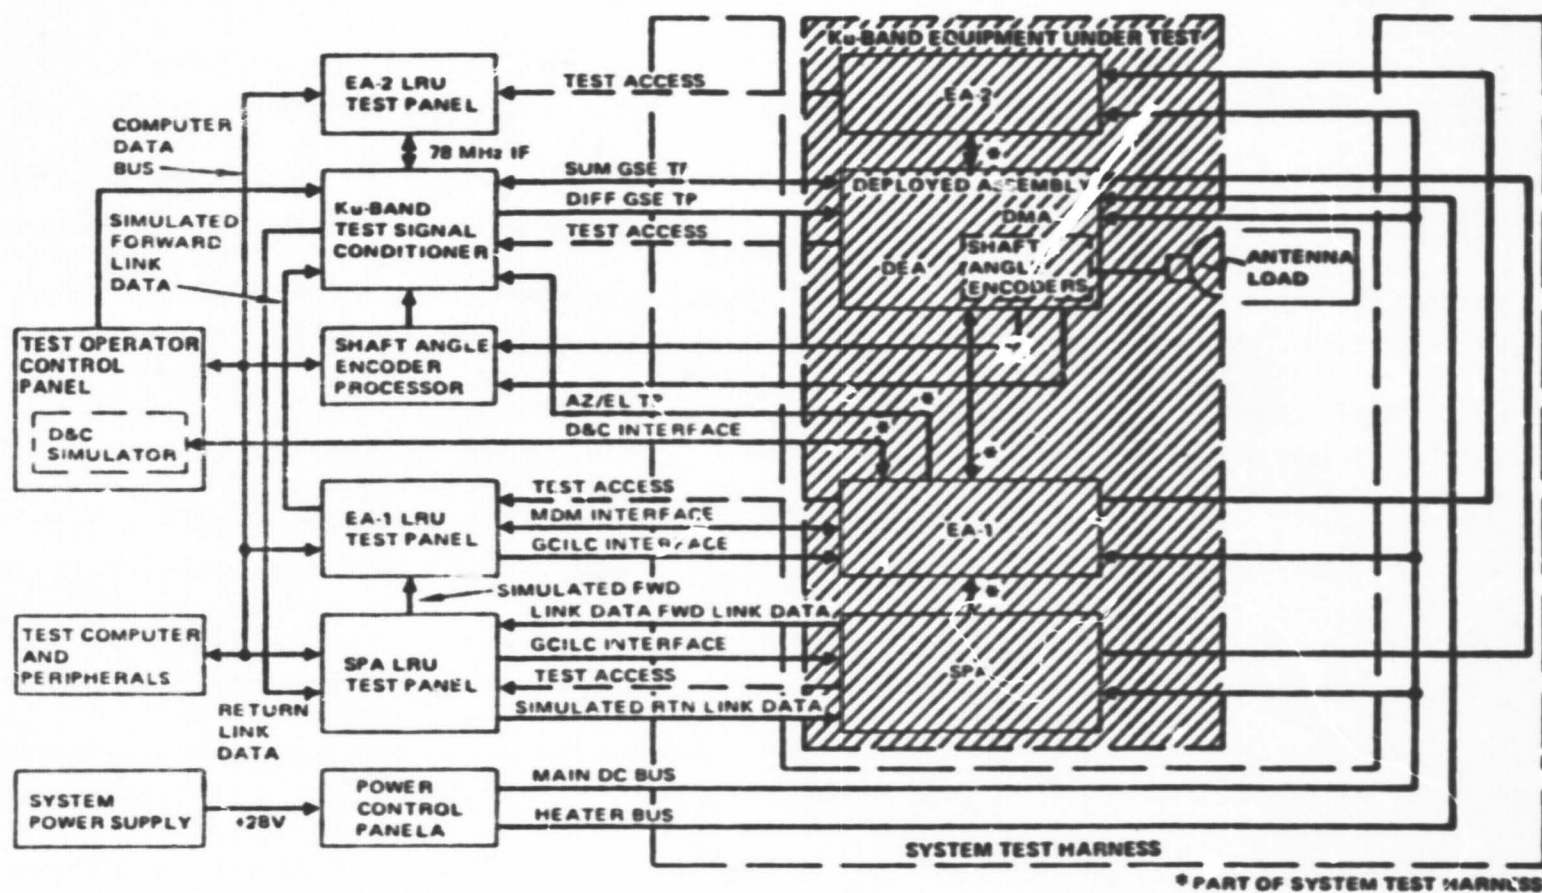 Ku-BAND EQUIPMENT UNDER TEST
EA-2 LRU
TEST PANEL
TEST ACCESS
EA-2
COMPUTER
DATA
BUS
78 MHz IF
*
SUM GSE TP
DEPLOYED ASSEMBLY
DIFF GSE TP
DMA
Ku-BAND
TEST SIGNAL
CONDITIONER
SIMULATED
FORWARD
LINK
DATA
TEST ACCESS
DEA
SHAFT
ANGLE
ENCODERS
ANTENNA
LOAD
TEST OPERATOR
CONTROL
PANEL
SHAFT ANGLE
ENCODER
PROCESSOR
AZ/EL TP
*
D&C INTERFACE
*
D&C
SIMULATOR
*
TEST ACCESS
EA-1 LRU
TEST PANEL
MDM INTERFACE
EA-1
GCILC INTERFACE
SIMULATED FWD
*
LINK DATA FWD LINK DATA
TEST COMPUTER
AND
PERIPHERALS
GCILC INTERFACE
SPA LRU
TEST PANEL
TEST ACCESS
SPA
SIMULATED RTN LINK DATA
RETURN
LINK
DATA
MAIN DC BUS
SYSTEM
POWER SUPPLY
+28V
POWER
CONTROL
PANELA
HEATER BUS
SYSTEM TEST HARNESS
* PART OF SYSTEM TEST HARNESS